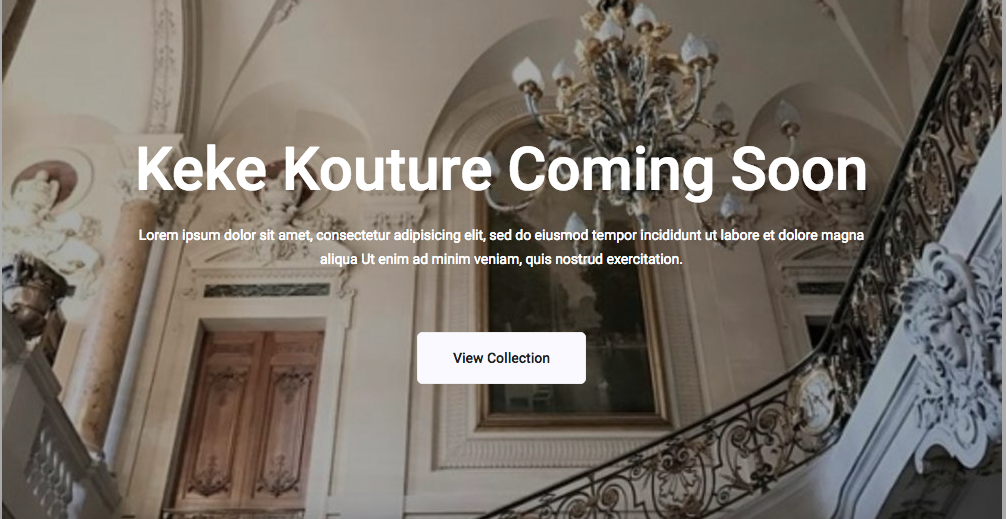 Keke Kouture Coming Soon
Lorem ipsum dolor sit amet, consectetur adipisicing elit, sed do eiusmod tempor incididunt ut labore et dolore magna
aliqua Ut enim ad minim veniam, quis nostrud exercitation.
View Collection